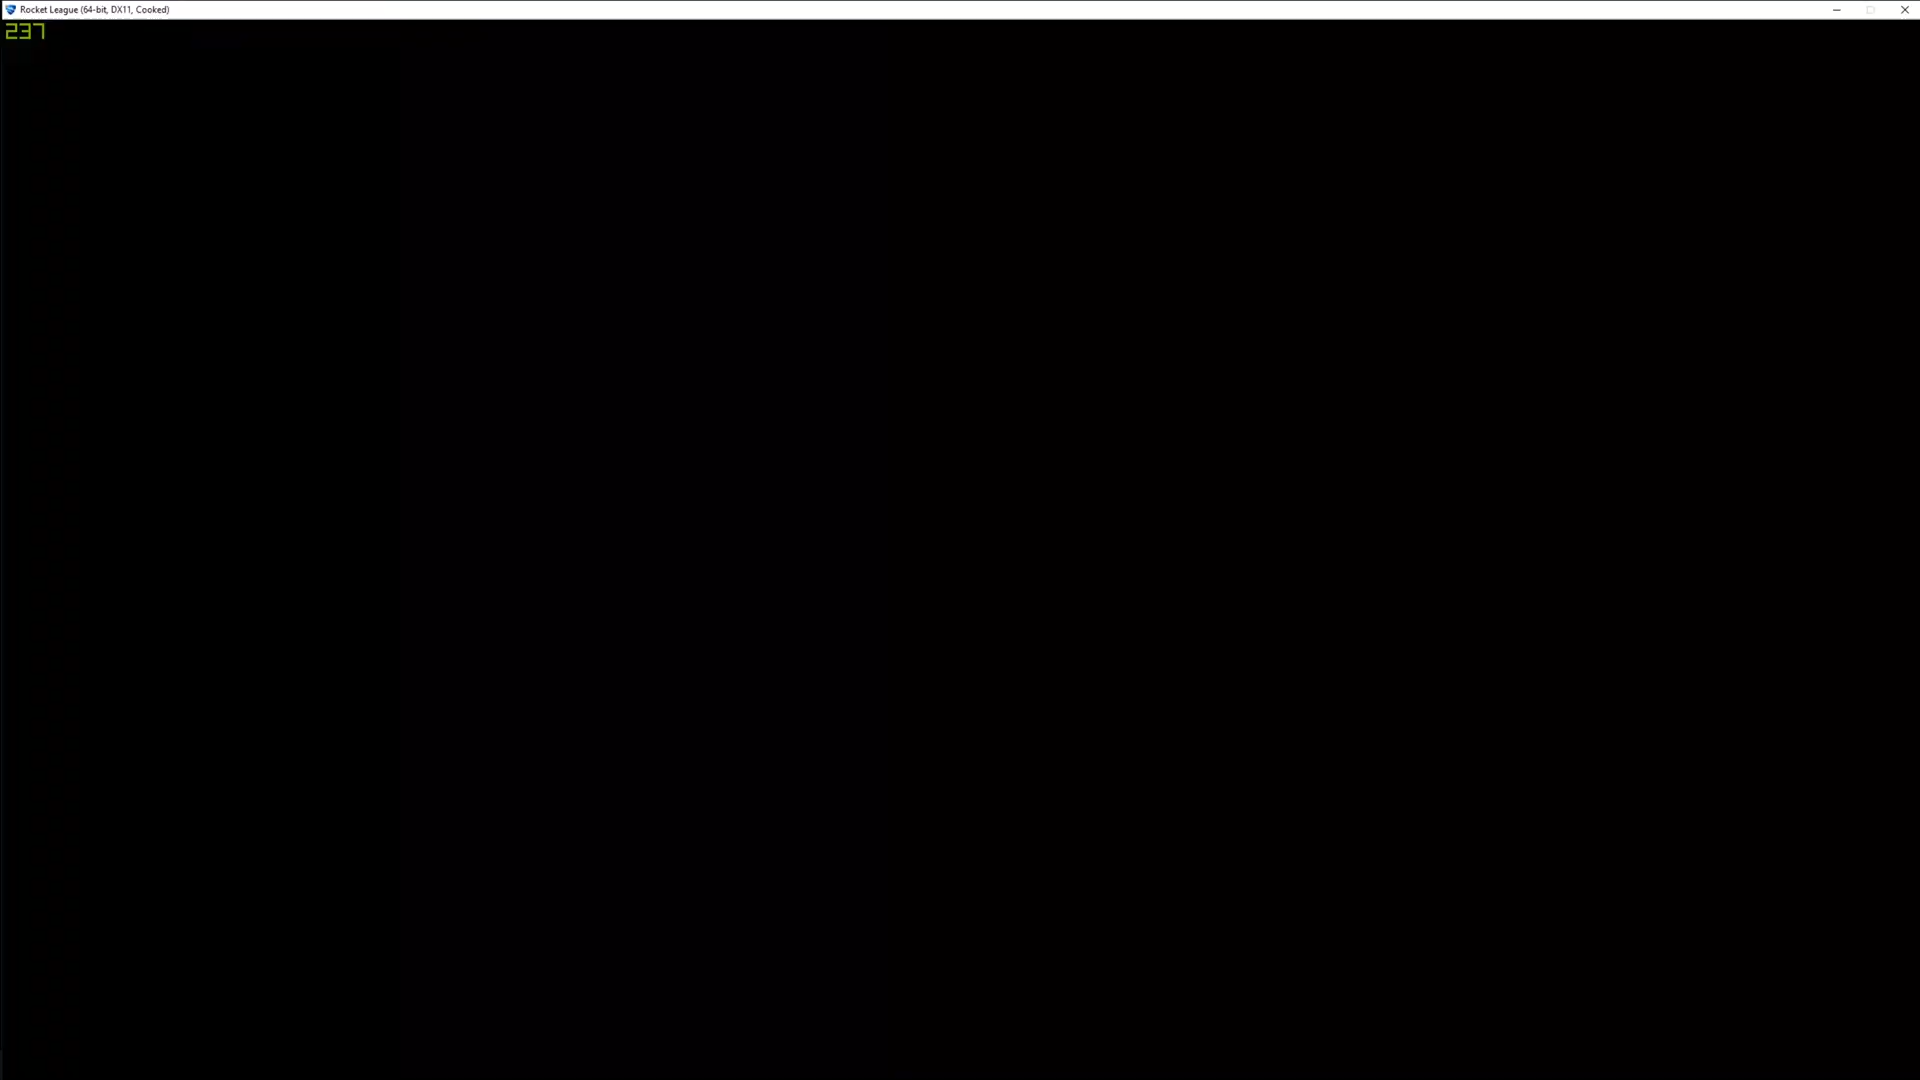 Rocket League (64-bit, DX11, Cooked)
237